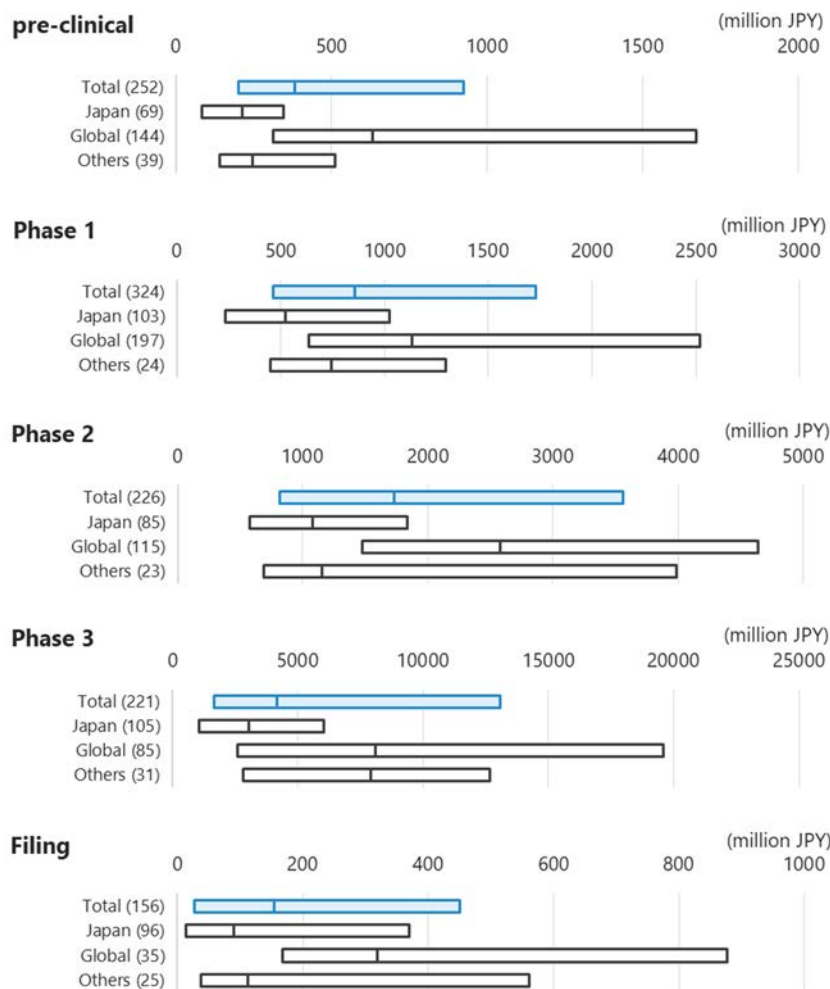 pre-clinical
(million JPY)
0 500 1000 1500 2000
Total (252)
Japan (69)
Global (144)
Others (39)
Phase 1
(million JPY)
0 500 1000 1500 2000 2500 3000
Total (324)
Japan (103)
Global (197)
Others (24)
Phase 2
(million JPY)
0 1000 2000 3000 4000 5000
Total (226)
Japan (85)
Global (115)
Others (23)
Phase 3
(million JPY)
0 5000 10000 15000 20000 25000
Total (221)
Japan (105)
Global (85)
Others (31)
Filing
(million JPY)
0 200 400 600 800 1000
Total (156)
Japan (96)
Global (35)
Others (25)